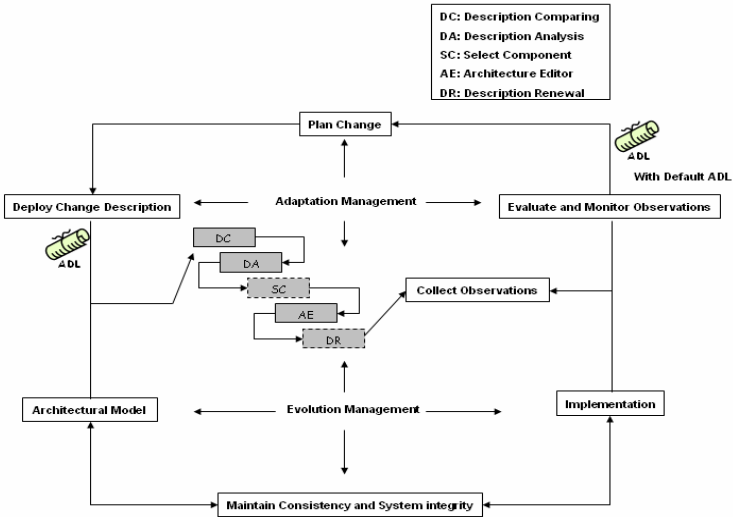 DC: Description Comparing
DA: Description Analysis
SC: Select Component
AE: Architecture Editor
DR: Description Renewal
Plan Change
ADL
With Default ADL
Deploy Change Description
Adaptation Management
Evaluate and Monitor Observations
ADL
DC
DA
SC
Collect Observations
AE
DR
Architectural Model
Evolution Management
Implementation
Maintain Consistency and System integrity